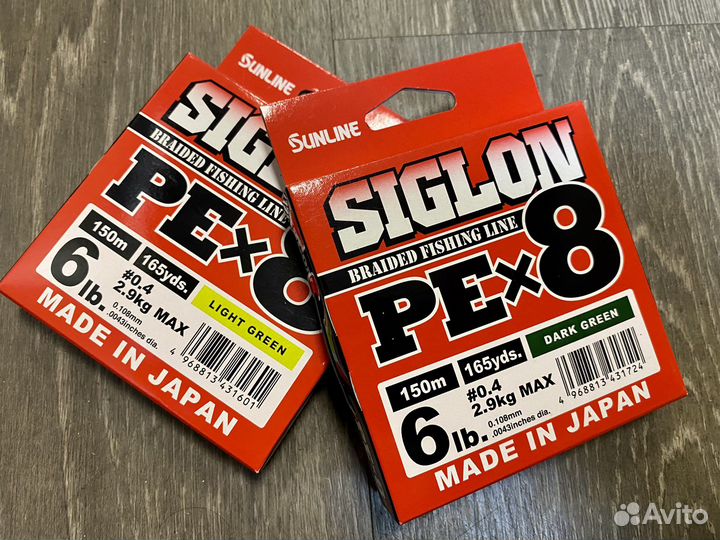 SUNLINE
SIGLON
BRAIDED FISHING LINE
PE×8
150m 165yds.
6lb.
#0.4
2.9kg MAX
0.108mm
.0043inches dia.
LIGHT GREEN
4 968813 431601
MADE IN JAPAN
SUNLINE
SIGLON
BRAIDED FISHING LINE
PE×8
150m 165yds.
6lb.
#0.4
2.9kg MAX
0.108mm
.0043inches dia.
DARK GREEN
4 968813 431724
MADE IN JAPAN
Avito